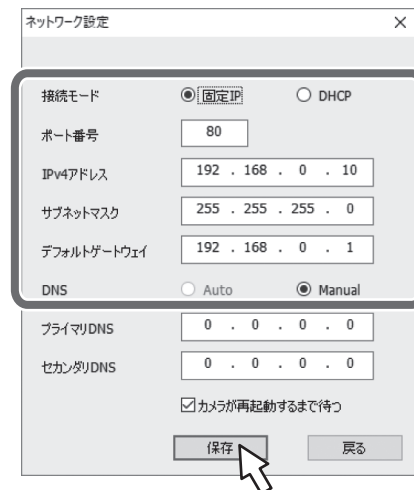 ネットワーク設定
接続モード 固定IP DHCP
ポート番号 80
IPv4アドレス 192 . 168 . 0 . 10
サブネットマスク 255 . 255 . 255 . 0
デフォルトゲートウェイ 192 . 168 . 0 . 1
DNS Auto Manual
プライマリDNS 0 . 0 . 0 . 0
セカンダリDNS 0 . 0 . 0 . 0
カメラが再起動するまで待つ
保存 戻る